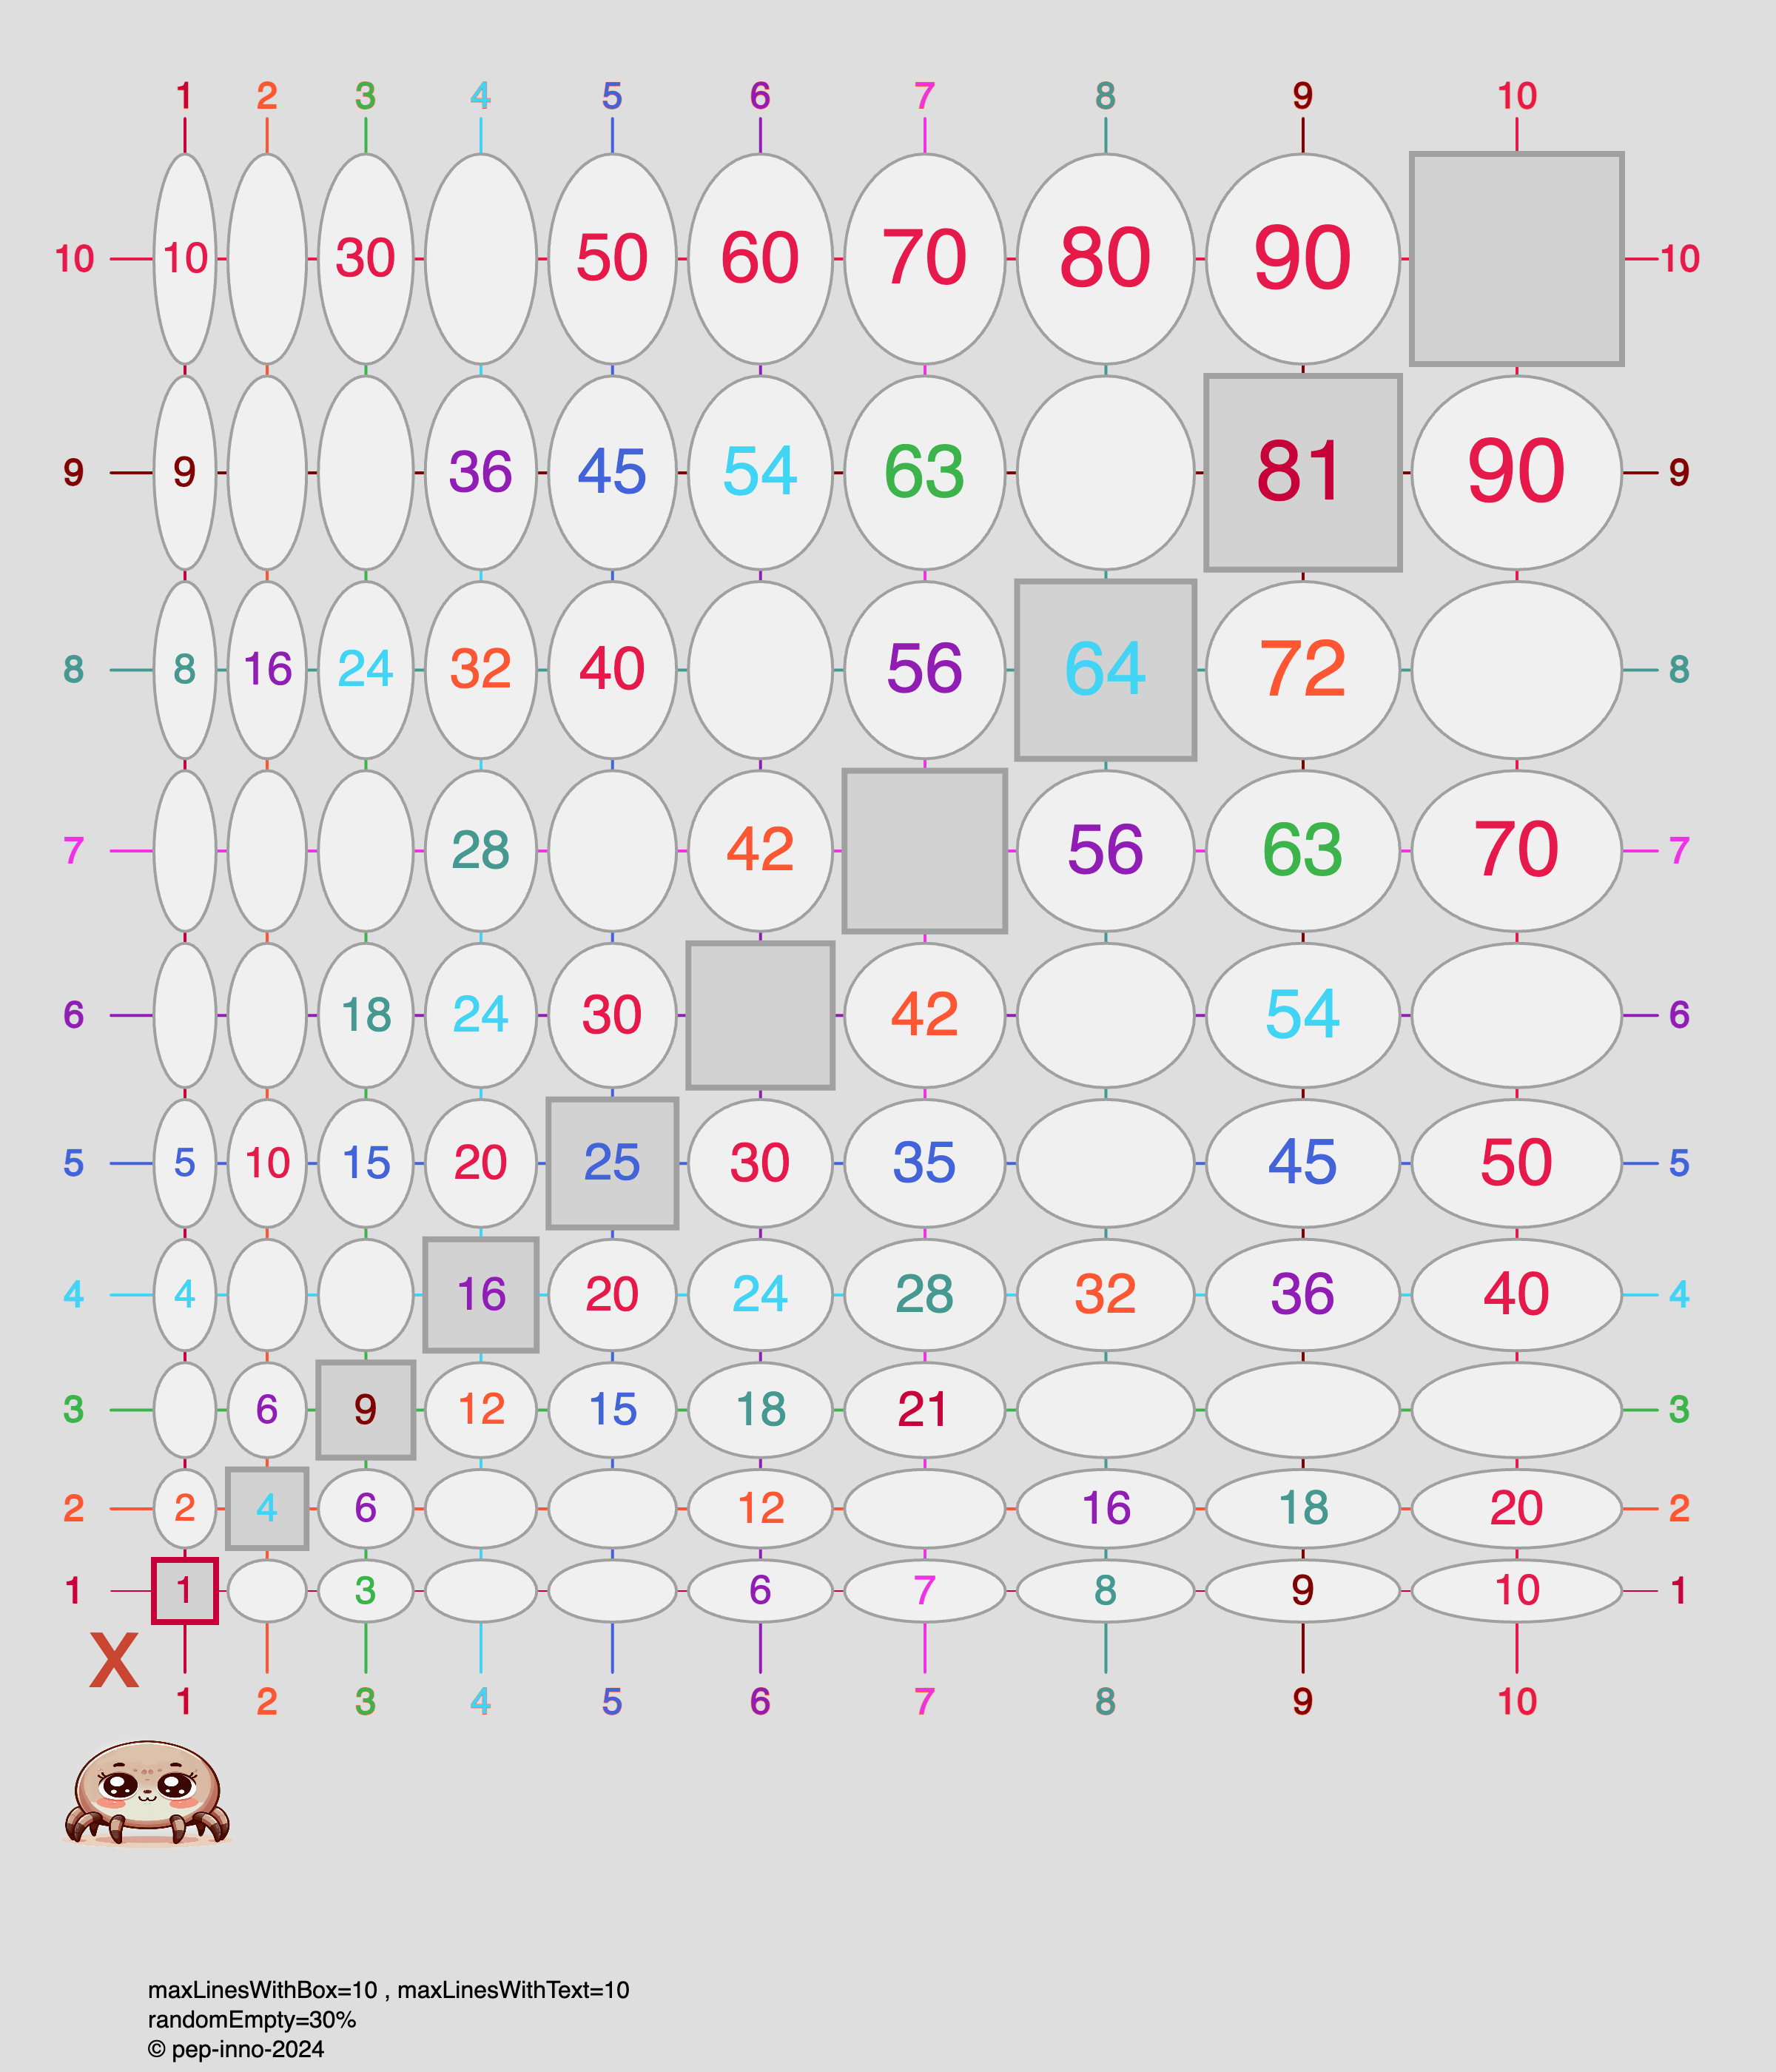 1 2 3 4 5 6 7 8 9 10
10 10 30 50 60 70 80 90 10
9 9 36 45 54 63 81 90 9
8 8 16 24 32 40 56 64 72 8
7 28 42 56 63 70 7
6 18 24 30 42 54 6
5 5 10 15 20 25 30 35 45 50 5
4 4 16 20 24 28 32 36 40 4
3 6 9 12 15 18 21 3
2 2 4 6 12 16 18 20 2
1 1 3 6 7 8 9 10 1
X
1 2 3 4 5 6 7 8 9 10
maxLinesWithBox=10 , maxLinesWithText=10
randomEmpty=30%
© pep-inno-2024